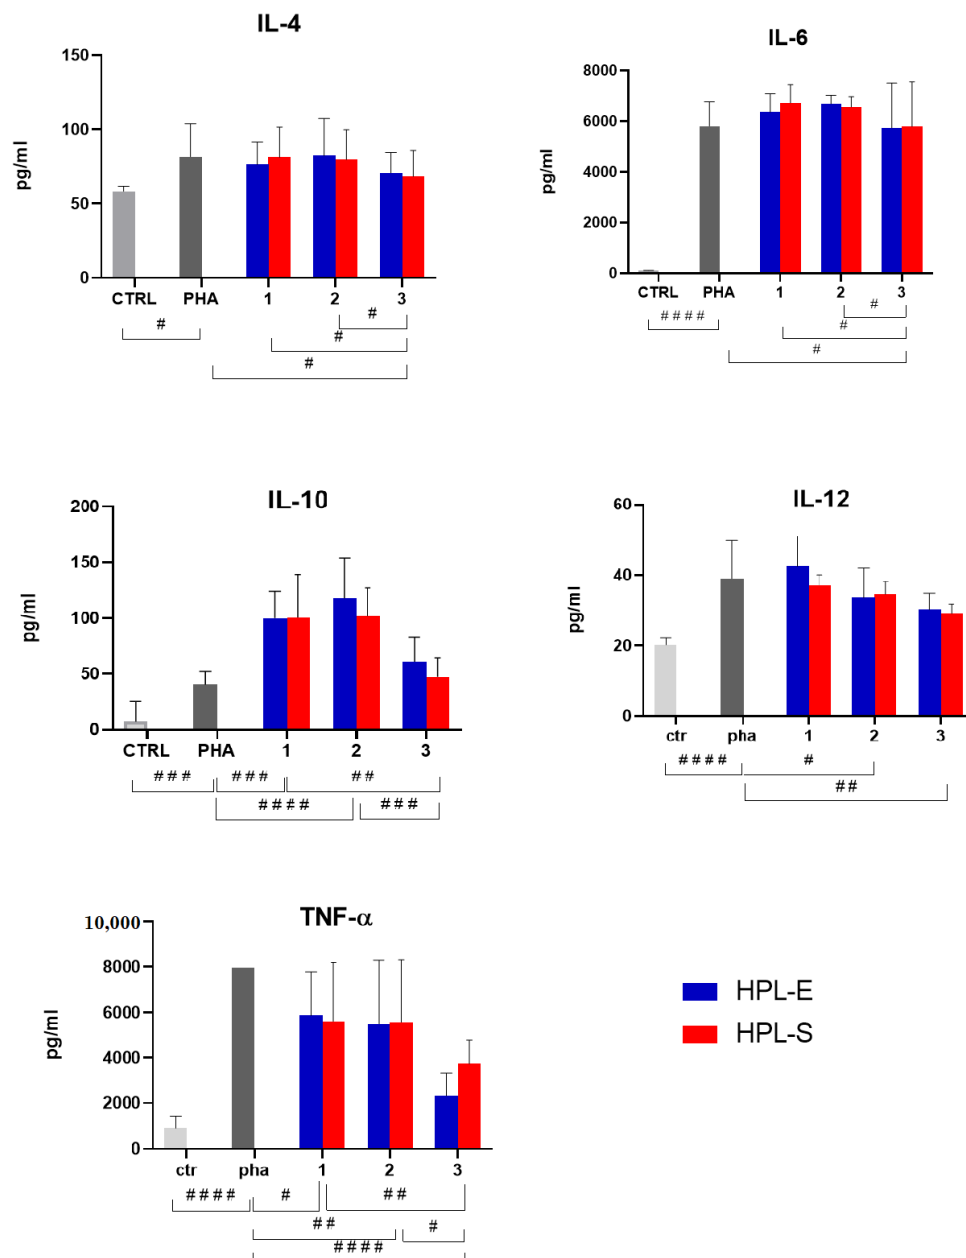 IL-4
150
100
50
0
pg/ml
CTRL PHA 1 2 3
#
#
#
#
IL-6
8000
6000
4000
2000
0
pg/ml
CTRL PHA 1 2 3
####
#
#
#
IL-10
200
150
100
50
0
pg/ml
CTRL PHA 1 2 3
### ### ##
#### ###
IL-12
60
40
20
0
pg/ml
ctr pha 1 2 3
#### #
##
TNF-α
10,000
8000
6000
4000
2000
0
pg/ml
ctr pha 1 2 3
#### # ##
## #
####
HPL-E
HPL-S